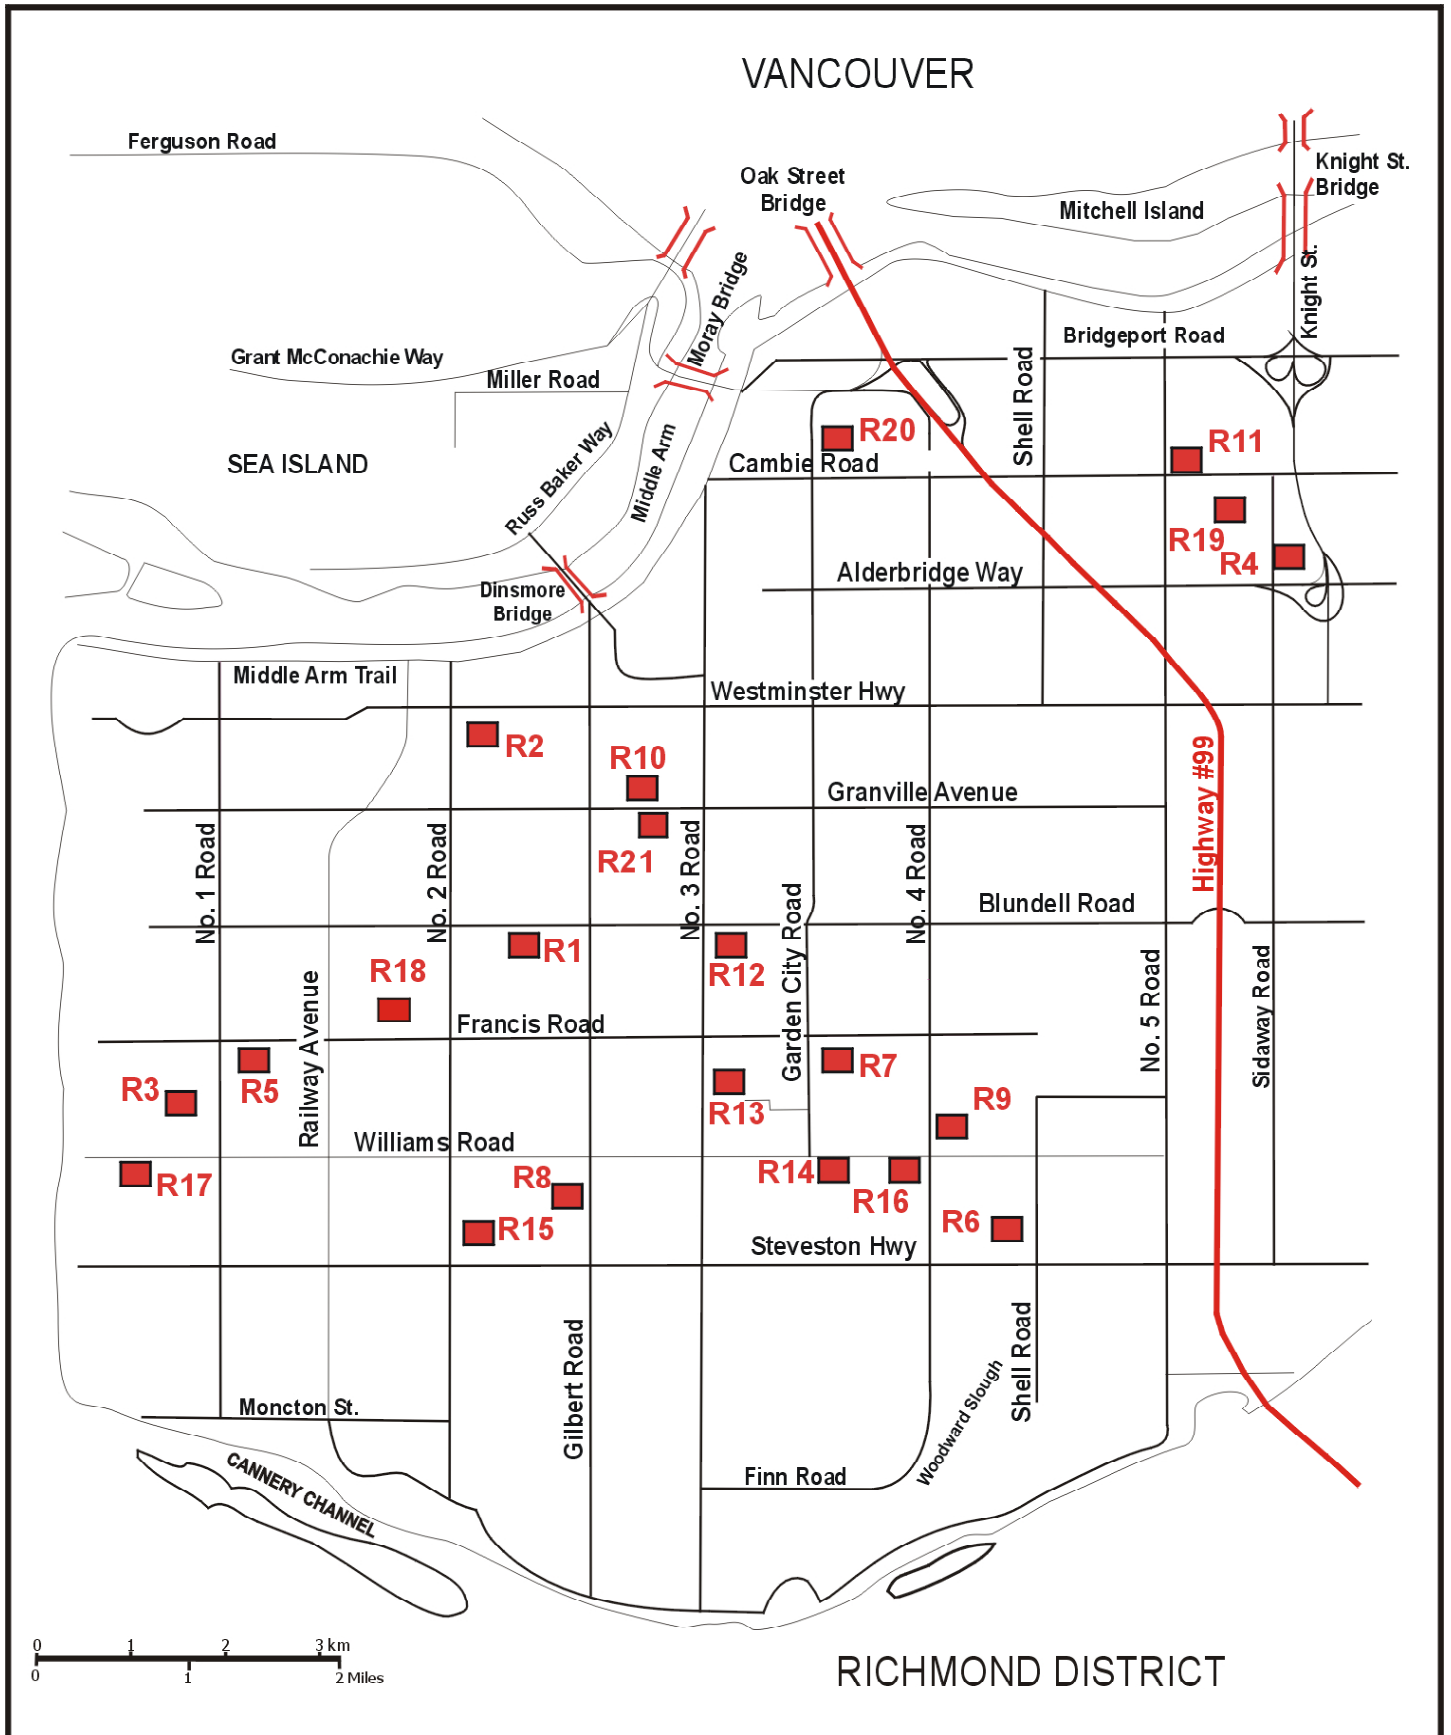 VANCOUVER
Ferguson Road
Oak Street
Bridge
Knight St.
Bridge
Mitchell Island
Knight St.
Moray Bridge
Bridgeport Road
Grant McConachie Way
Miller Road
Shell Road
R20
R11
SEA ISLAND
Russ Baker Way
Middle Arm
Cambie Road
R19
R4
Alderbridge Way
Dinsmore
Bridge
Middle Arm Trail
Westminster Hwy
R2
R10
Highway #99
Granville Avenue
R21
No. 1 Road
No. 2 Road
No. 3 Road
Garden City Road
No. 4 Road
Blundell Road
R1
R12
R18
No. 5 Road
Sidaway Road
Railway Avenue
Francis Road
R3
R5
R7
R13
R9
Williams Road
R17
R8
R14
R16
R15
R6
Steveston Hwy
Gilbert Road
Shell Road
Woodward Slough
Moncton St.
CANNERY CHANNEL
Finn Road
0 1 2 3 km
0 1 2 Miles
RICHMOND DISTRICT